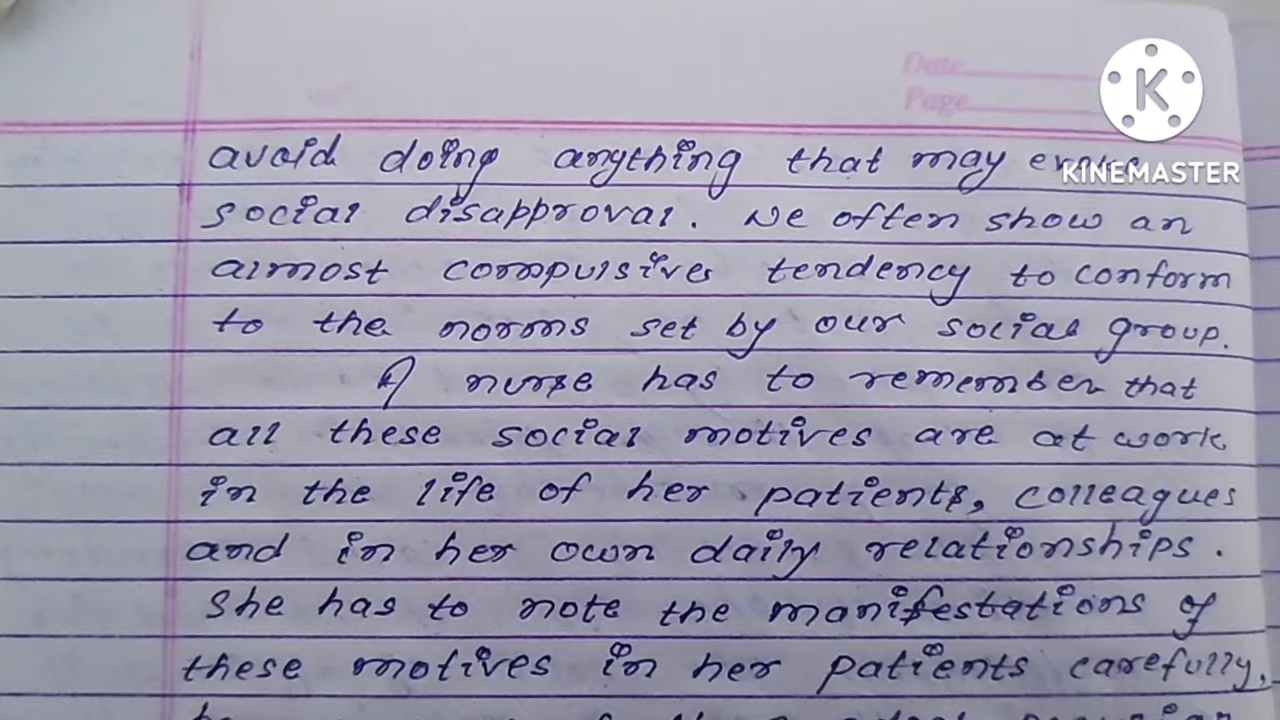 Date
Page
KINEMASTER
avoid doing anything that may
social disapproval. We often show an
almost compulsive tendency to conform
to the norms set by our social group.
A nurse has to remember that
all these social motives are at work
in the life of her patients, colleagues
and in her own daily relationships.
She has to note the manifestations of
these motives in her patients carefully,